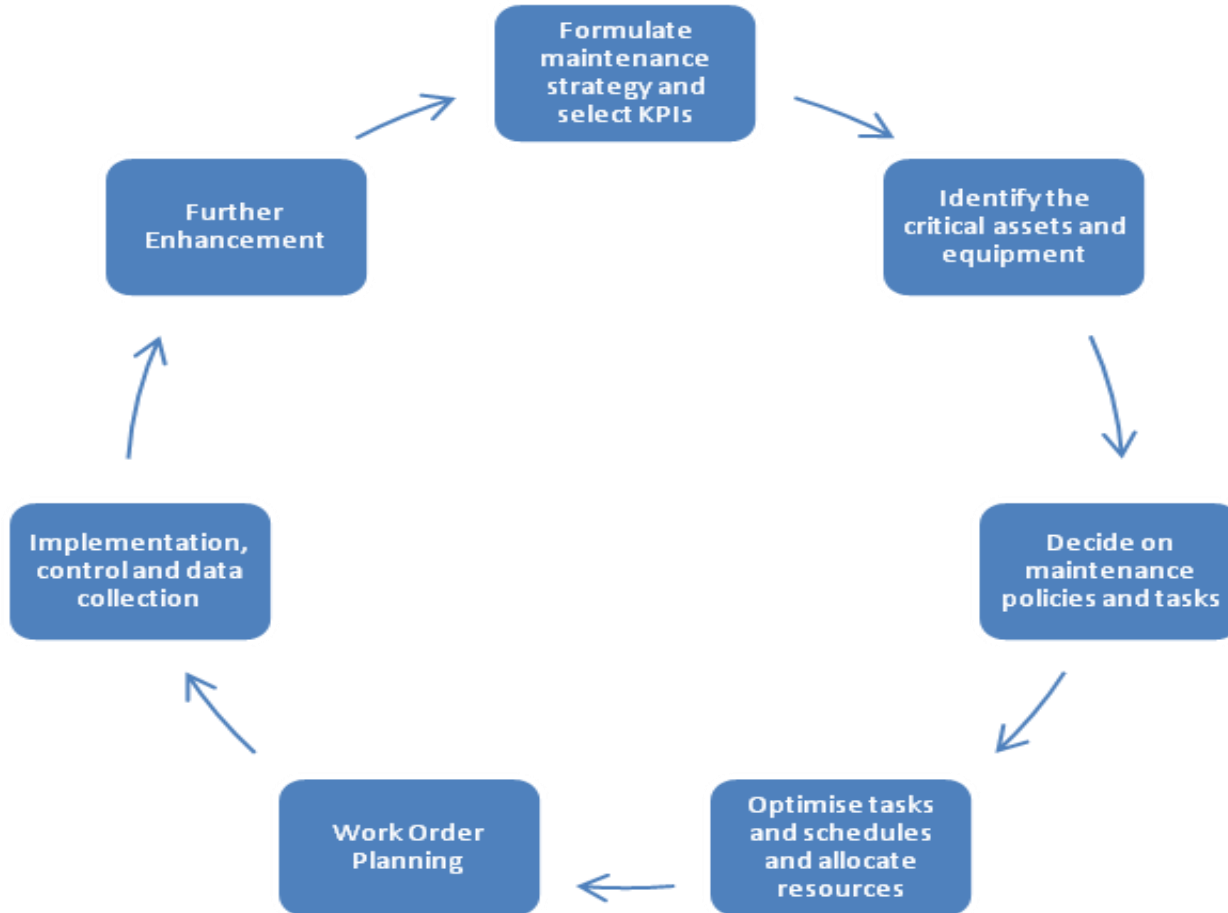 Formulate
maintenance
strategy and
select KPIs
Identify the
critical assets and
equipment
Decide on
maintenance
policies and tasks
Optimise tasks
and schedules
and allocate
resources
Work Order
Planning
Implementation,
control and data
collection
Further
Enhancement